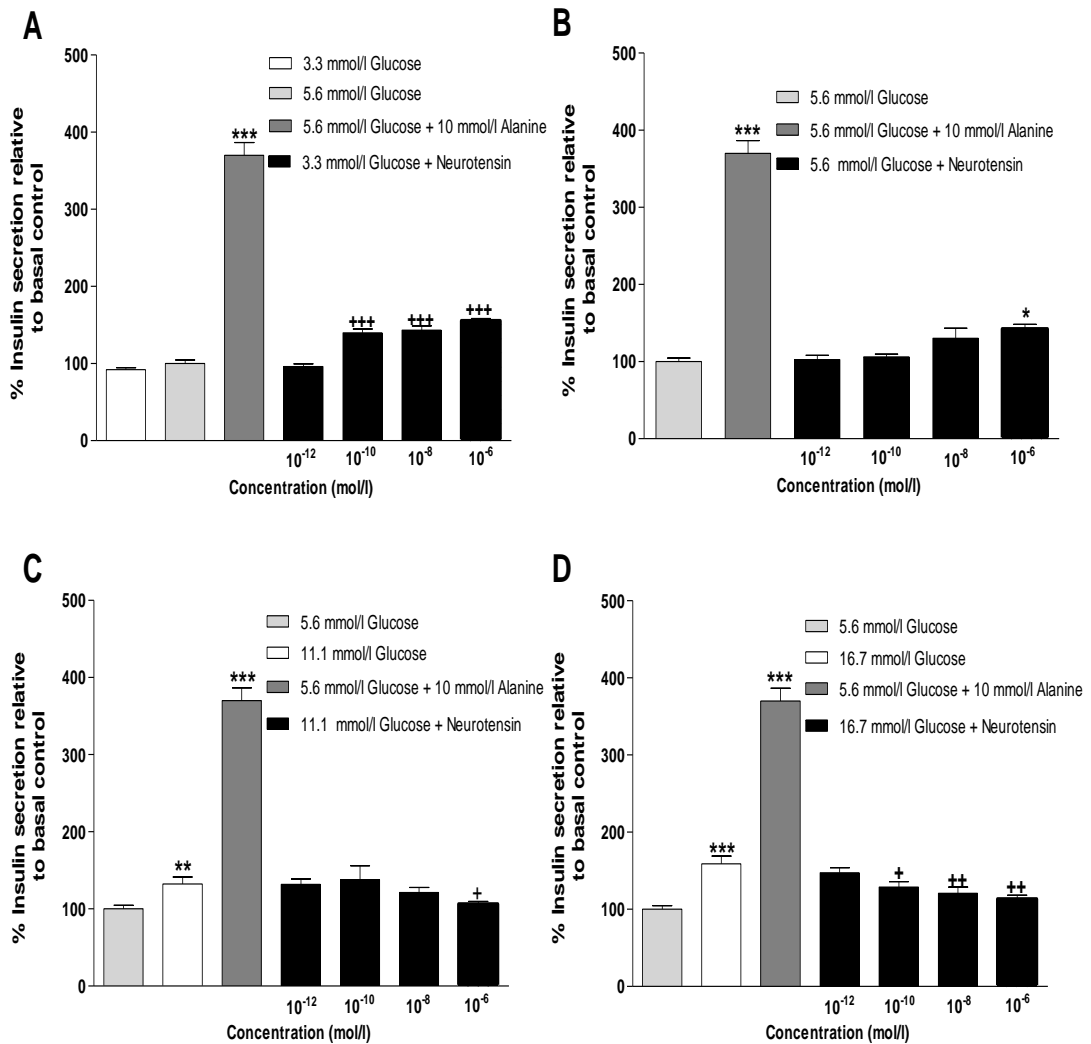 A
% Insulin secretion relative
to basal control
500
400
300
200
100
0
3.3 mmol/l Glucose
5.6 mmol/l Glucose
5.6 mmol/l Glucose + 10 mmol/l Alanine
3.3 mmol/l Glucose + Neurotensin
***
+++
+++
+++
10⁻¹²
10⁻¹⁰
10⁻⁸
10⁻⁶
Concentration (mol/l)
B
% Insulin secretion relative
to basal control
500
400
300
200
100
0
5.6 mmol/l Glucose
5.6 mmol/l Glucose + 10 mmol/l Alanine
5.6 mmol/l Glucose + Neurotensin
***
*
10⁻¹²
10⁻¹⁰
10⁻⁸
10⁻⁶
Concentration (mol/l)
C
% Insulin secretion relative
to basal control
500
400
300
200
100
0
5.6 mmol/l Glucose
11.1 mmol/l Glucose
5.6 mmol/l Glucose + 10 mmol/l Alanine
11.1 mmol/l Glucose + Neurotensin
**
***
+
10⁻¹²
10⁻¹⁰
10⁻⁸
10⁻⁶
Concentration (mol/l)
D
% Insulin secretion relative
to basal control
500
400
300
200
100
0
5.6 mmol/l Glucose
16.7 mmol/l Glucose
5.6 mmol/l Glucose + 10 mmol/l Alanine
16.7 mmol/l Glucose + Neurotensin
***
***
+
++
++
10⁻¹²
10⁻¹⁰
10⁻⁸
10⁻⁶
Concentration (mol/l)